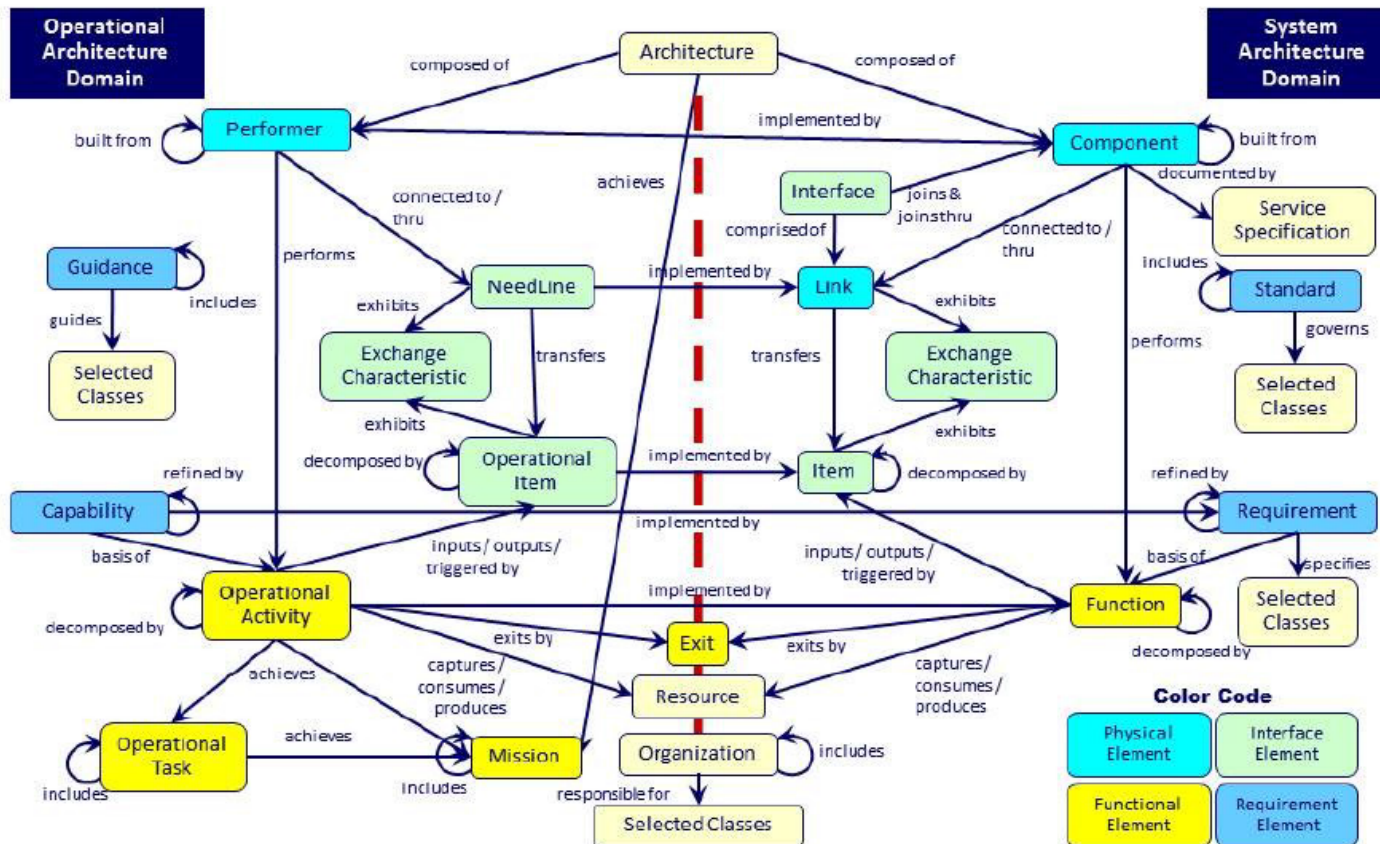 Operational
Architecture
Domain
System
Architecture
Domain
Architecture
composed of
composed of
Performer
built from
implemented by
Component
built from
achieves
Interface
joins &
joins thru
documented by
Service
Specification
connected to /
thru
comprised of
connected to /
thru
Guidance
includes
guides
Selected
Classes
performs
NeedLine
implemented by
Link
includes
Standard
governs
Selected
Classes
exhibits
exhibits
Exchange
Characteristic
transfers
transfers
Exchange
Characteristic
performs
exhibits
exhibits
decomposed by
Operational
Item
implemented by
Item
decomposed by
refined by
Capability
refined by
Requirement
implemented by
basis of
inputs / outputs /
triggered by
inputs / outputs /
triggered by
basis of
specifies
Selected
Classes
Operational
Activity
decomposed by
implemented by
Function
decomposed by
exits by
Exit
exits by
achieves
captures /
consumes /
produces
Resource
captures /
consumes /
produces
Operational
Task
includes
achieves
Mission
includes
Organization
includes
responsible for
Selected Classes
Color Code
Physical
Element
Interface
Element
Functional
Element
Requirement
Element